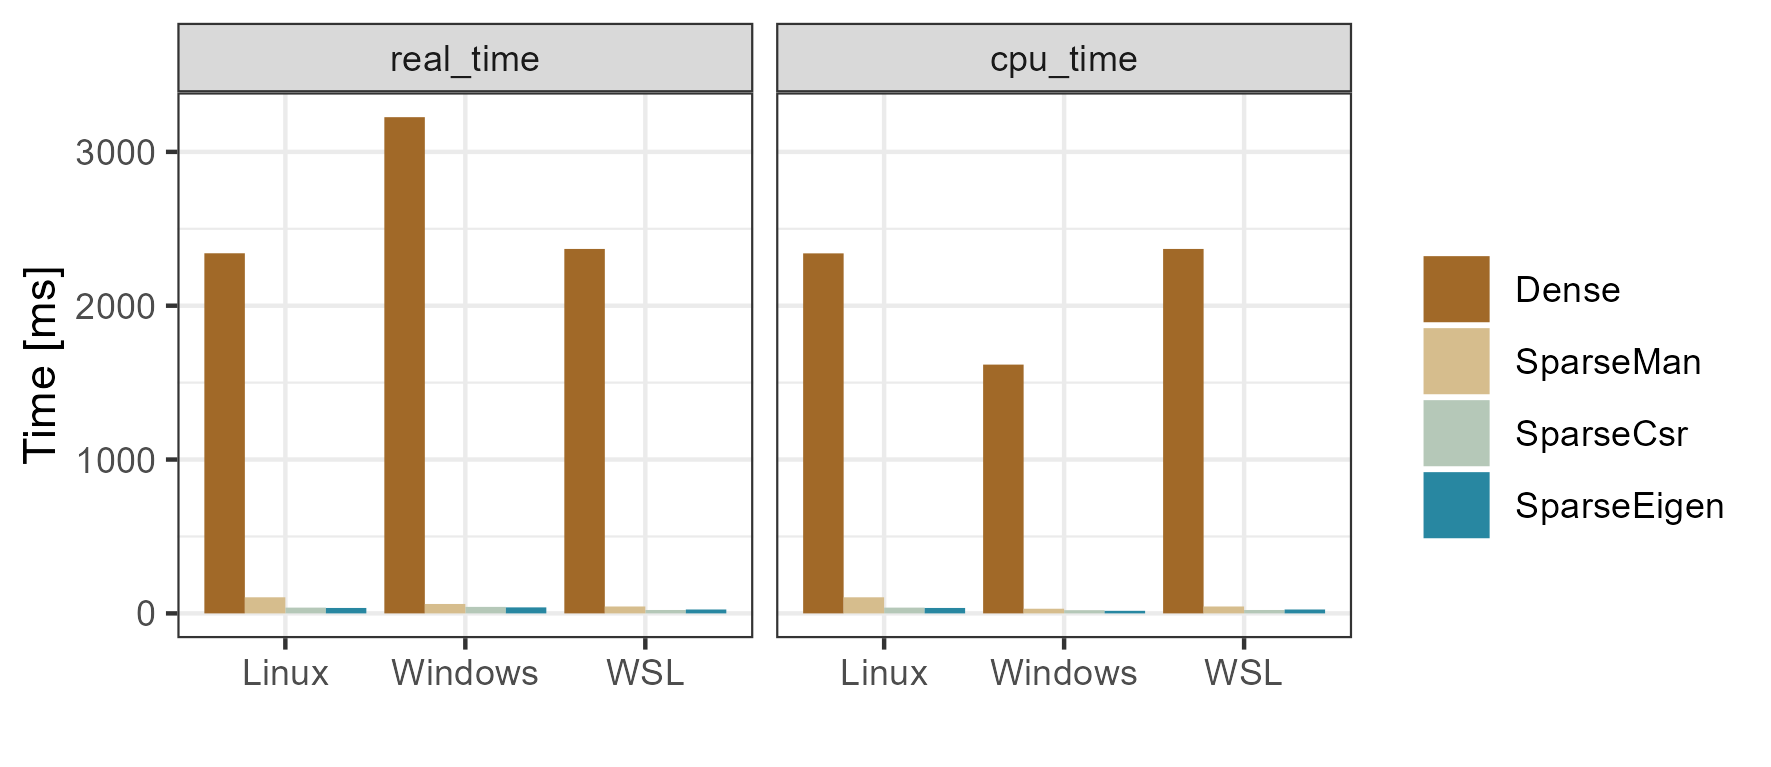 real_time
cpu_time
Time [ms]
3000
2000
1000
0
Linux
Windows
WSL
Linux
Windows
WSL
Dense
SparseMan
SparseCsr
SparseEigen